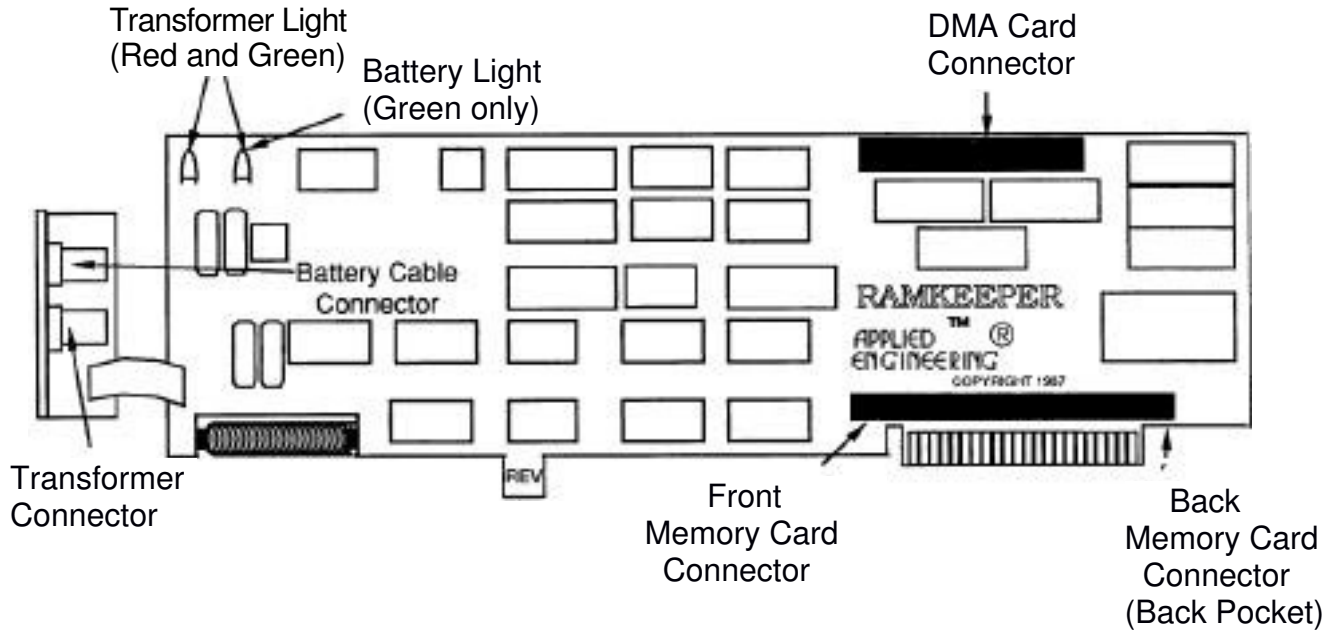 Transformer Light
(Red and Green)
Battery Light
(Green only)
DMA Card
Connector
Battery Cable
Connector
RAMKEEPER
™
APPLIED ®
ENGINEERING
COPYRIGHT 1987
REV
Transformer
Connector
Front
Memory Card
Connector
Back
Memory Card
Connector
(Back Pocket)